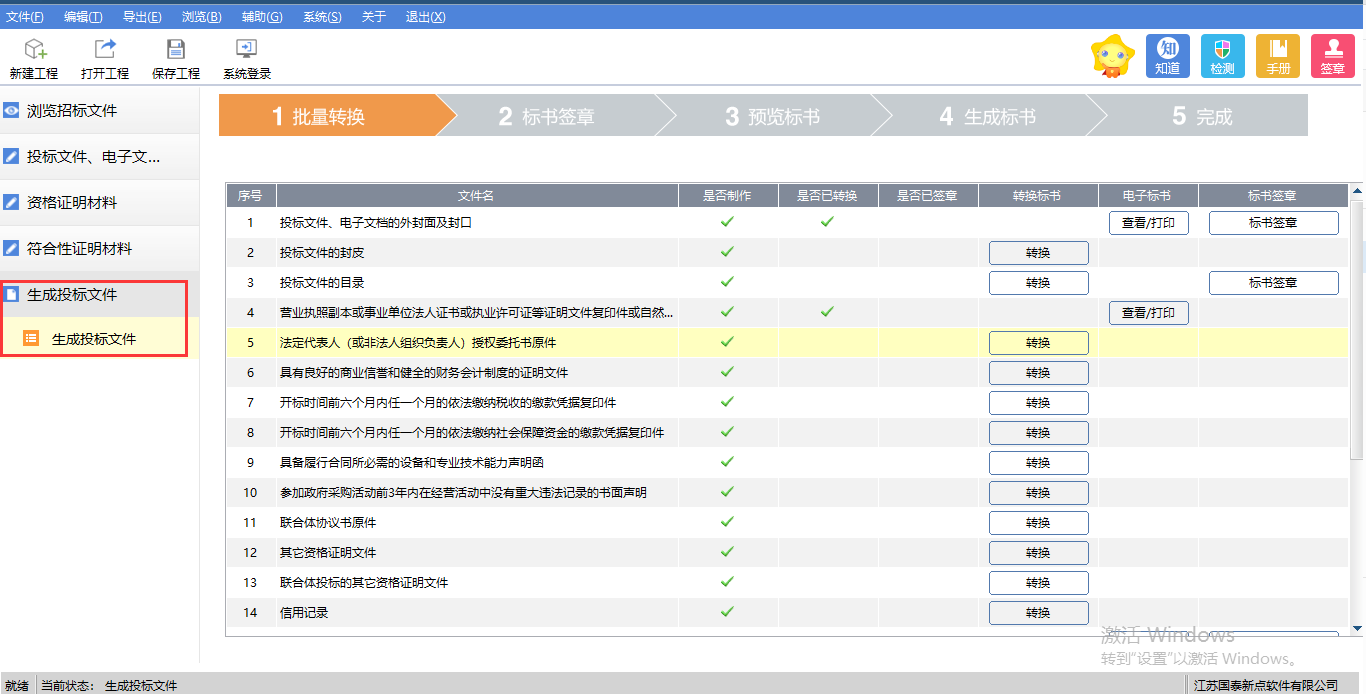 文件(F) 编辑(T) 导出(E) 浏览(B) 辅助(G) 系统(S) 关于 退出(X)
新建工程 打开工程 保存工程 系统登录
知 知道 检测 手册 签章
浏览招标文件
投标文件、电子文...
资格证明材料
符合性证明材料
生成投标文件
生成投标文件
1 批量转换 2 标书签章 3 预览标书 4 生成标书 5 完成
序号 文件名 是否制作 是否已转换 是否已签章 转换标书 电子标书 标书签章
1 投标文件、电子文档的外封面及封口 查看/打印 标书签章
2 投标文件的封皮 转换
3 投标文件的目录 转换 标书签章
4 营业执照副本或事业单位法人证书或执业许可证等证明文件复印件或自然... 查看/打印
5 法定代表人（或非法人组织负责人）授权委托书原件 转换
6 具有良好的商业信誉和健全的财务会计制度的证明文件 转换
7 开标时间前六个月内任一个月的依法缴纳税收的缴款凭据复印件 转换
8 开标时间前六个月内任一个月的依法缴纳社会保障资金的缴款凭据复印件 转换
9 具备履行合同所必需的设备和专业技术能力声明函 转换
10 参加政府采购活动前3年内在经营活动中没有重大违法记录的书面声明 转换
11 联合体协议书原件 转换
12 其它资格证明文件 转换
13 联合体投标的其它资格证明文件 转换
14 信用记录 转换
激活 Windows
转到"设置"以激活 Windows。
就绪 当前状态： 生成投标文件 江苏国泰新点软件有限公司